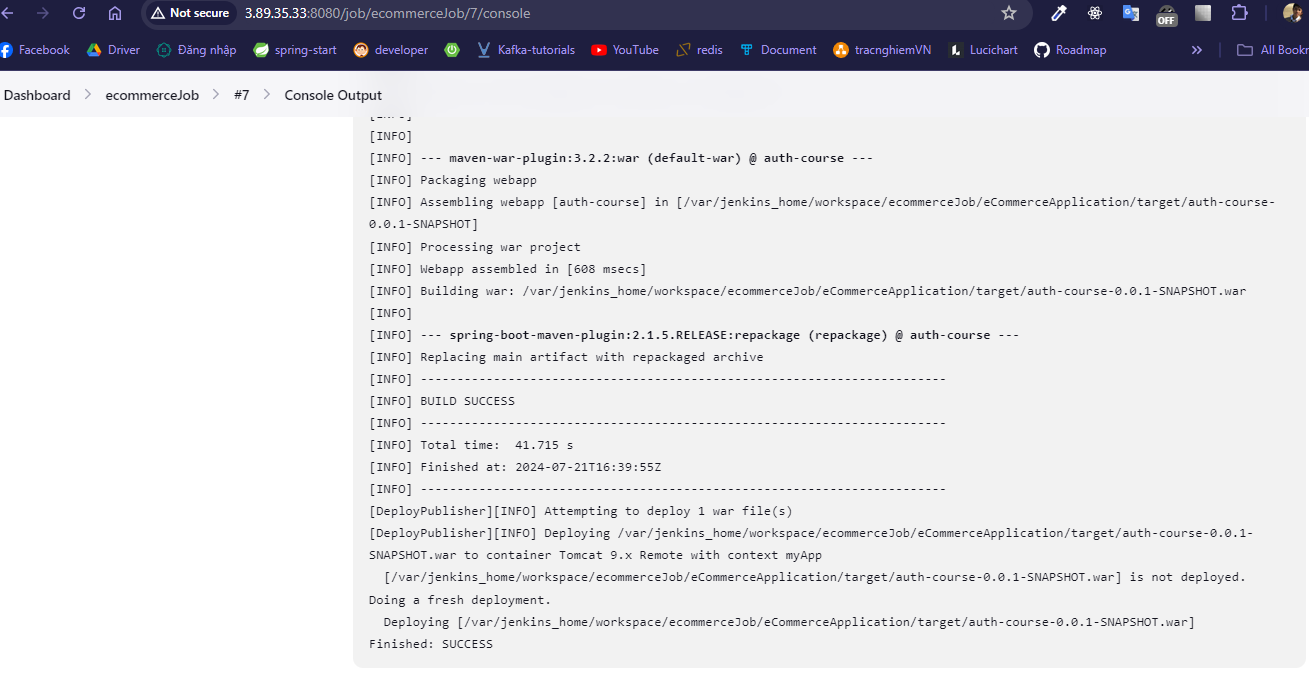 Not secure 3.89.35.33:8080/job/ecommerceJob/7/console OFF
Facebook Driver Đăng nhập spring-start developer Kafka-tutorials YouTube redis Document tracnghiemVN Lucichart Roadmap » All Bookr
Dashboard > ecommerceJob > #7 > Console Output
[INFO]
[INFO]
[INFO] --- maven-war-plugin:3.2.2:war (default-war) @ auth-course ---
[INFO] Packaging webapp
[INFO] Assembling webapp [auth-course] in [/var/jenkins_home/workspace/ecommerceJob/eCommerceApplication/target/auth-course-
0.0.1-SNAPSHOT]
[INFO] Processing war project
[INFO] Webapp assembled in [608 msecs]
[INFO] Building war: /var/jenkins_home/workspace/ecommerceJob/eCommerceApplication/target/auth-course-0.0.1-SNAPSHOT.war
[INFO]
[INFO] --- spring-boot-maven-plugin:2.1.5.RELEASE:repackage (repackage) @ auth-course ---
[INFO] Replacing main artifact with repackaged archive
[INFO] ------------------------------------------------------------------------
[INFO] BUILD SUCCESS
[INFO] ------------------------------------------------------------------------
[INFO] Total time:  41.715 s
[INFO] Finished at: 2024-07-21T16:39:55Z
[INFO] ------------------------------------------------------------------------
[DeployPublisher][INFO] Attempting to deploy 1 war file(s)
[DeployPublisher][INFO] Deploying /var/jenkins_home/workspace/ecommerceJob/eCommerceApplication/target/auth-course-0.0.1-
SNAPSHOT.war to container Tomcat 9.x Remote with context myApp
[/var/jenkins_home/workspace/ecommerceJob/eCommerceApplication/target/auth-course-0.0.1-SNAPSHOT.war] is not deployed.
Doing a fresh deployment.
Deploying [/var/jenkins_home/workspace/ecommerceJob/eCommerceApplication/target/auth-course-0.0.1-SNAPSHOT.war]
Finished: SUCCESS